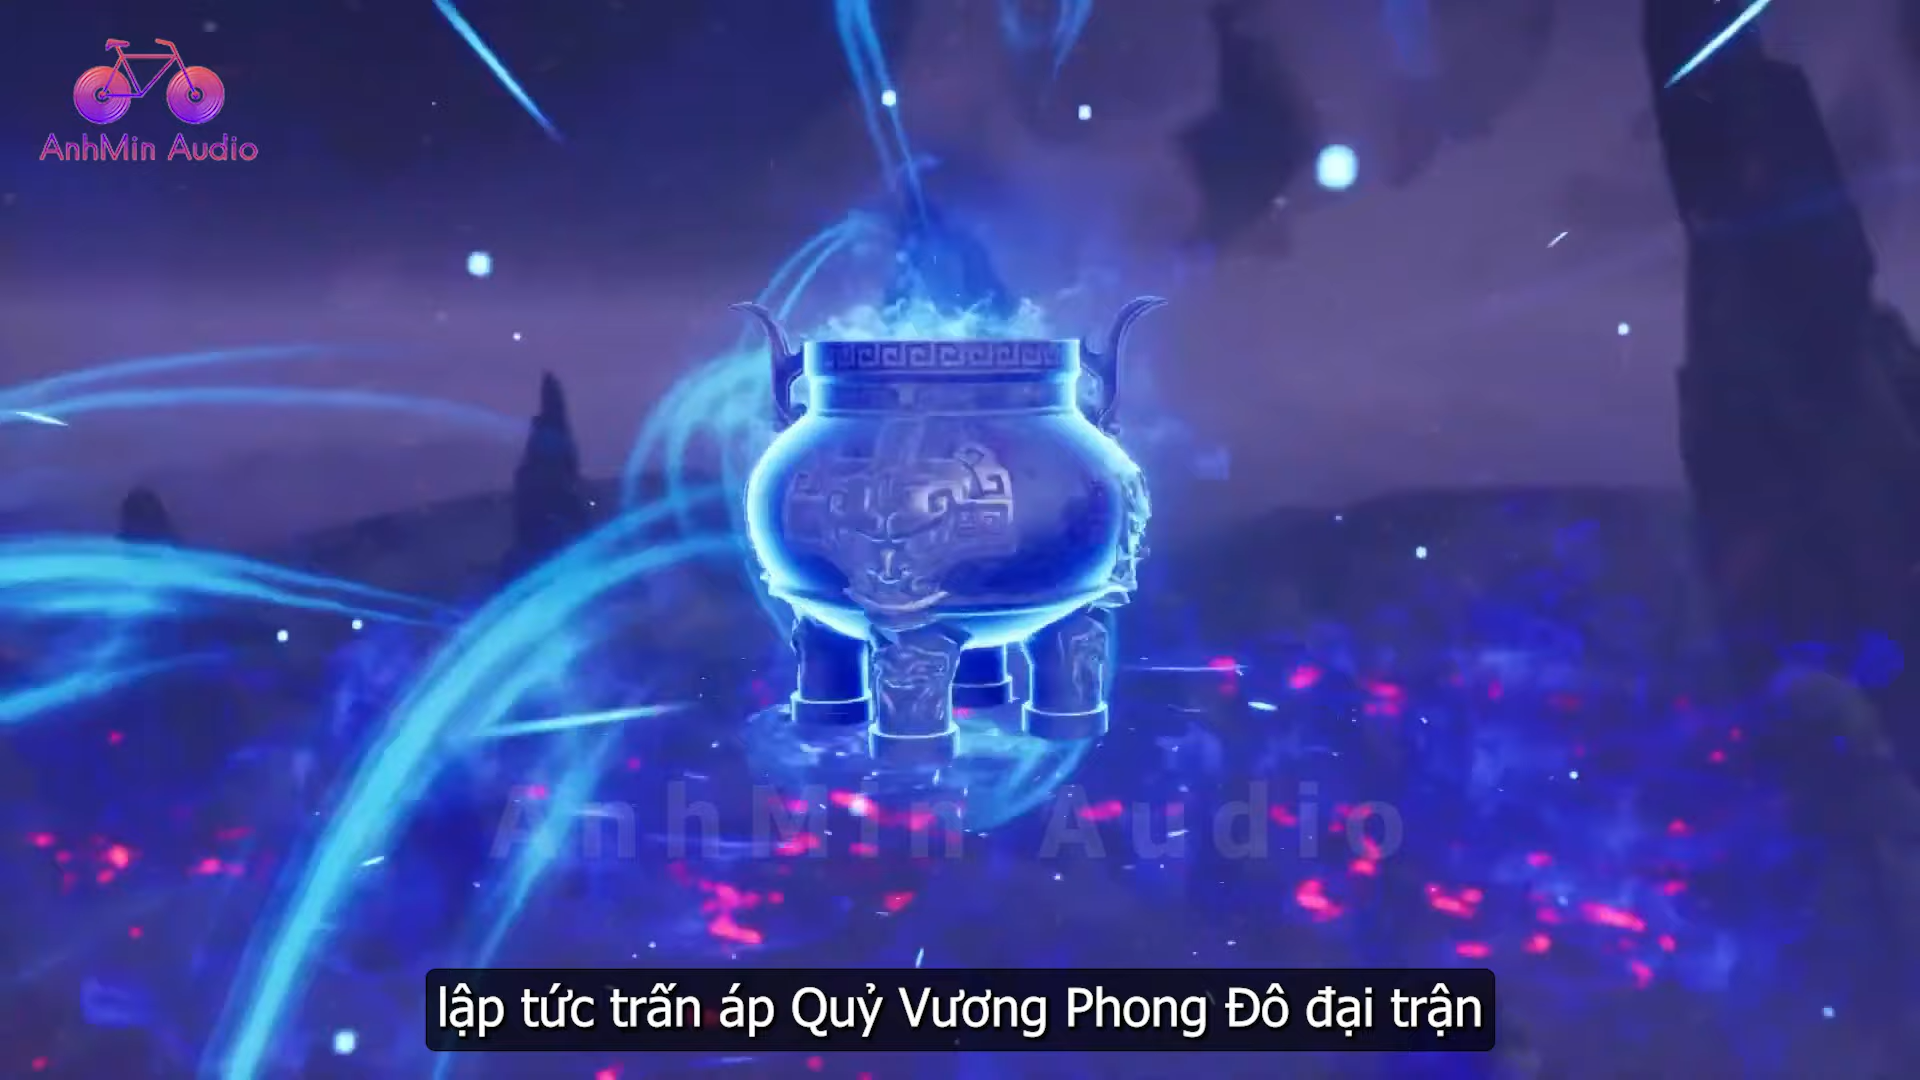 AnhMin Audio
AnhMin Audio
lập tức trấn áp Quỷ Vương Phong Đô đại trận